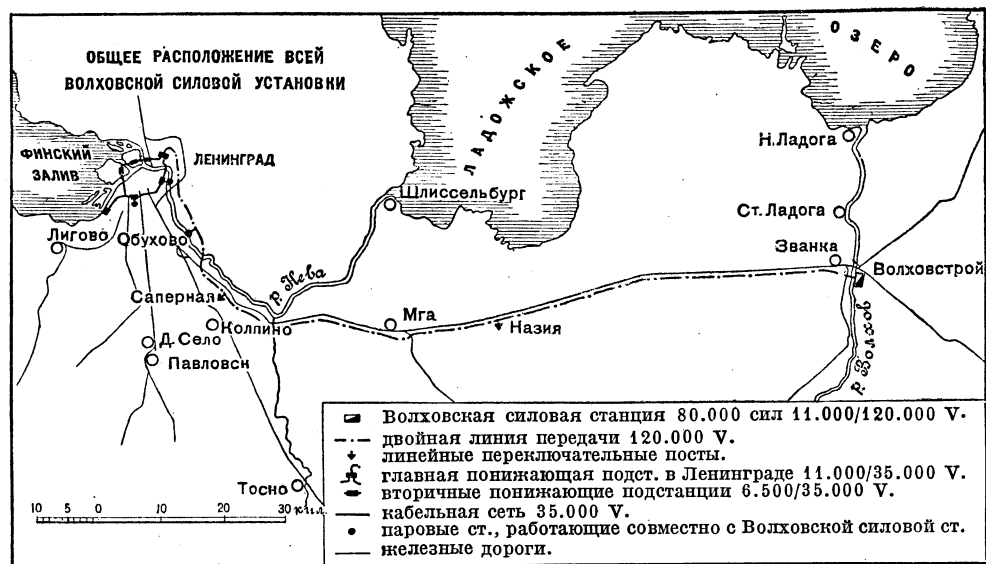 ОБЩЕЕ РАСПОЛОЖЕНИЕ ВСЕЙ
ВОЛХОВСКОЙ СИЛОВОЙ УСТАНОВКИ
ЛАДОЖСКОЕ
ОЗЕРО
ФИНСКИЙ
ЗАЛИВ
ЛЕНИНГРАД
Н.Ладога
Шлиссельбург
Ст.Ладога
Лигово
Обухово
Званка
Волховстрой
р. Нева
Саперная
Колпино
Мга
Назия
р. Волхов
Д.Село
Павловск
Тосно
10 5 0 10 20 30 кил.
Волховская силовая станция 80.000 сил 11.000/120.000 V.
двойная линия передачи 120.000 V.
линейные переключательные посты.
главная понижающая подст. в Ленинграде 11.000/35.000 V.
вторичные понижающие подстанции 6.500/35.000 V.
кабельная сеть 35.000 V.
паровые ст., работающие совместно с Волховской силовой ст.
железные дороги.